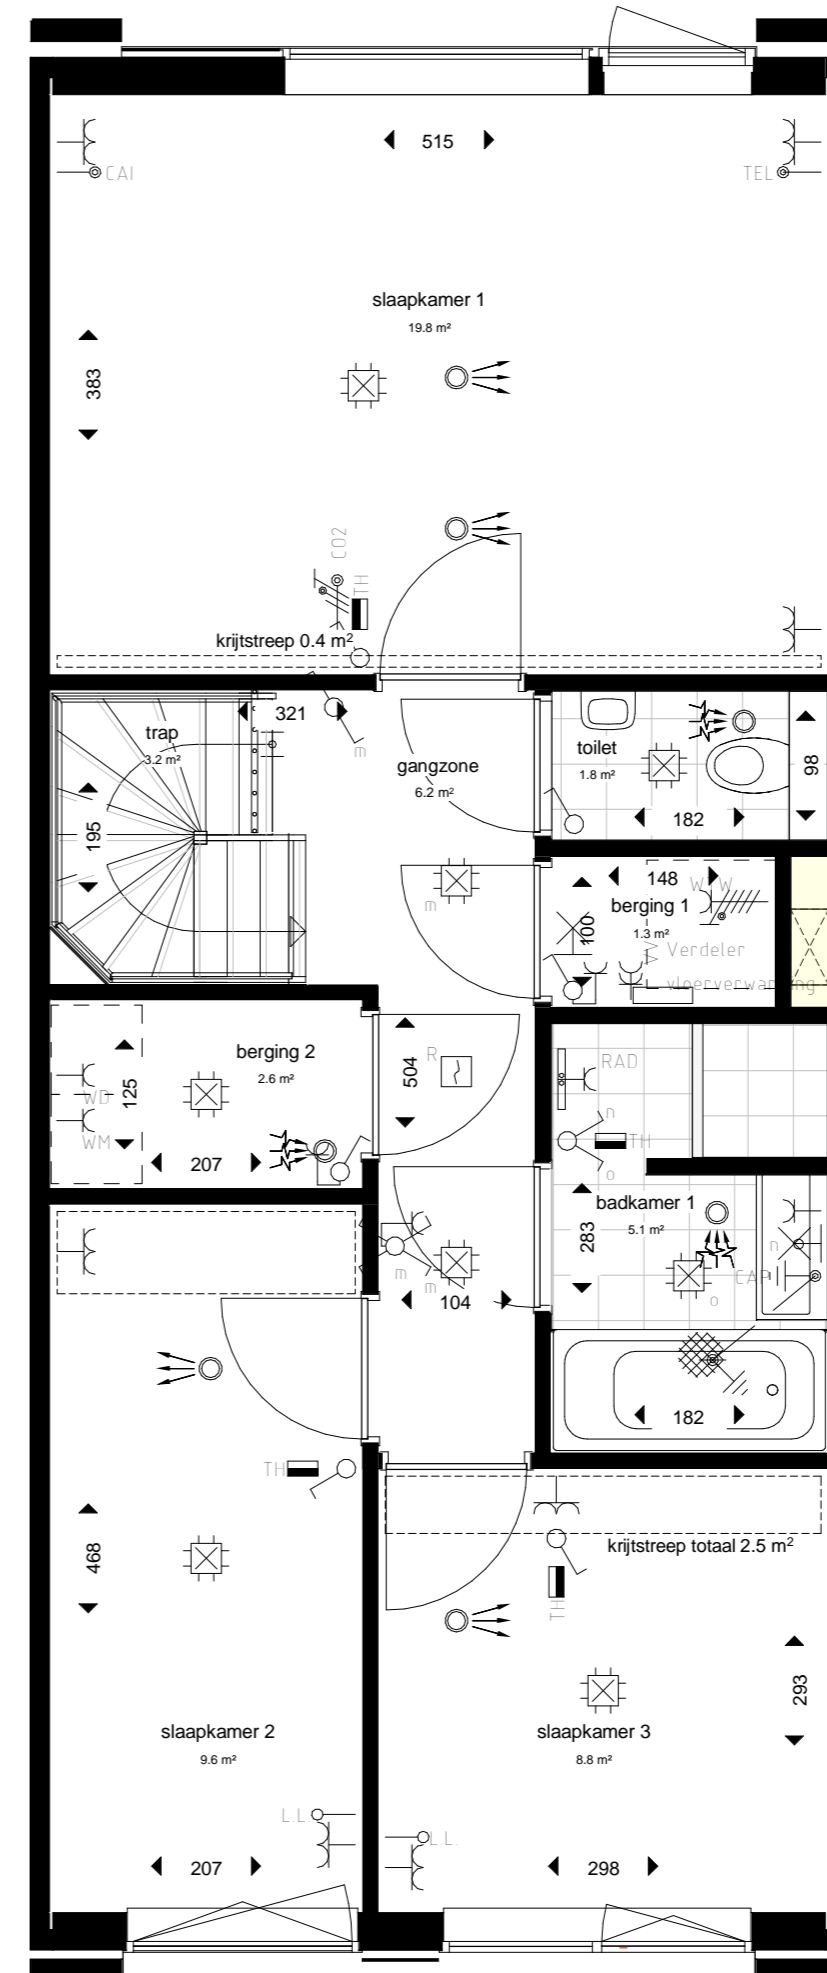 515
CAI
TEL
slaapkamer 1
19.8 m²
383
CO2
TH
krijtstreep 0.4 m²
321
trap
3.2 m²
m
gangzone
6.2 m²
toilet
1.8 m²
98
182
195
148
berging 1
1.3 m²
100
m
Verdeler
vloerverwarming
berging 2
2.6 m²
504
R
RAD
125
WD
WM
207
n
TH
o
badkamer 1
5.1 m²
283
n
CAP
o
m
m
104
182
TH
468
krijtstreep totaal 2.5 m²
TH
293
slaapkamer 2
9.6 m²
slaapkamer 3
8.8 m²
L.L.
L.L.
207
298